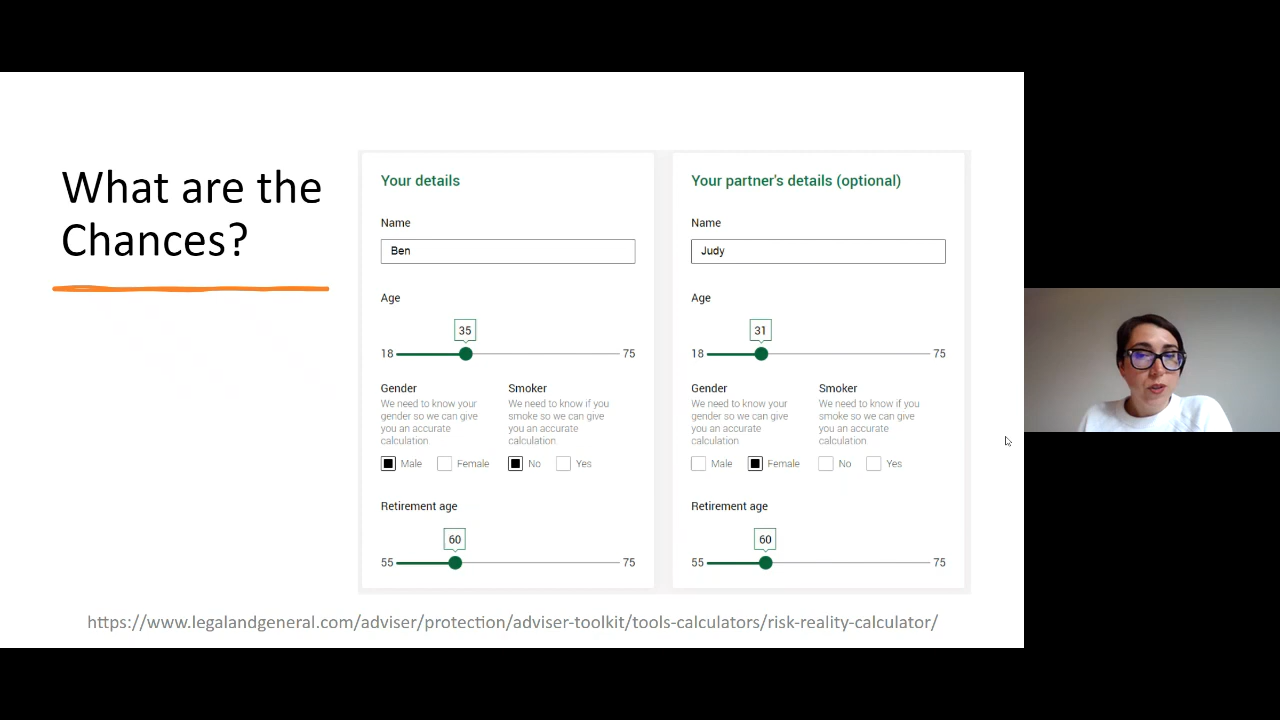 What are the
Chances?
Your details
Name
Ben
Age
35
18
75
Gender
We need to know your
gender so we can give
you an accurate
calculation
Male
Female
Smoker
We need to know if you
smoke so we can give
you an accurate
calculation
No
Yes
Retirement age
60
55
75
Your partner's details (optional)
Name
Judy
Age
31
18
75
Gender
We need to know your
gender so we can give
you an accurate
calculation
Male
Female
Smoker
We need to know if you
smoke so we can give
you an accurate
calculation
No
Yes
Retirement age
60
55
75
https://www.legalandgeneral.com/adviser/protection/adviser-toolkit/tools-calculators/risk-reality-calculator/